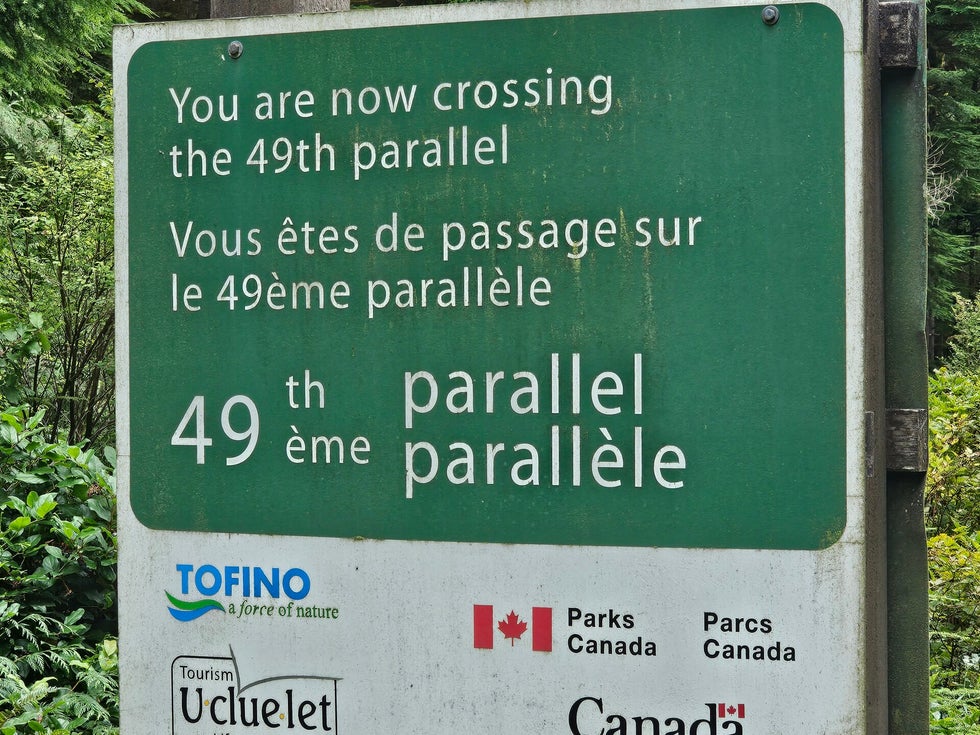 You are now crossing
the 49th parallel
Vous êtes de passage sur
le 49ème parallèle
49 th parallel
ème parallèle
TOFINO
a force of nature
Parks Parcs
Canada Canada
Tourism
Ucluelet
Canada